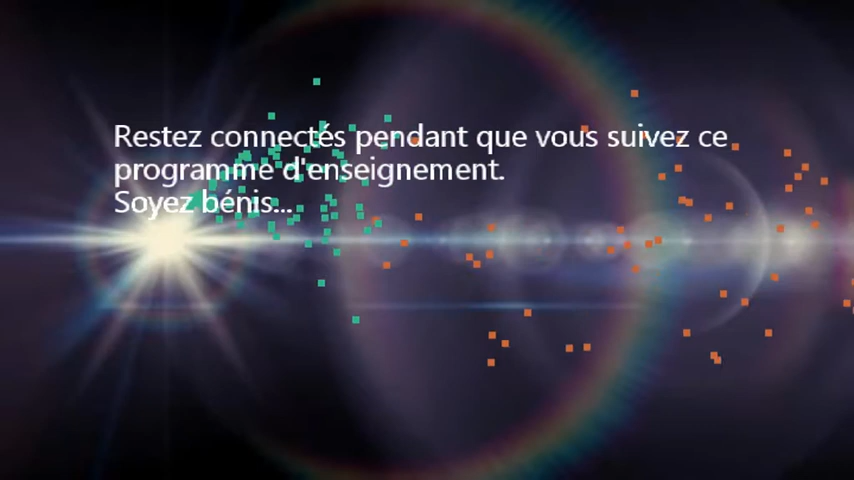 Restez connectés pendant que vous suivez ce
programme d'enseignement.
Soyez bénis...